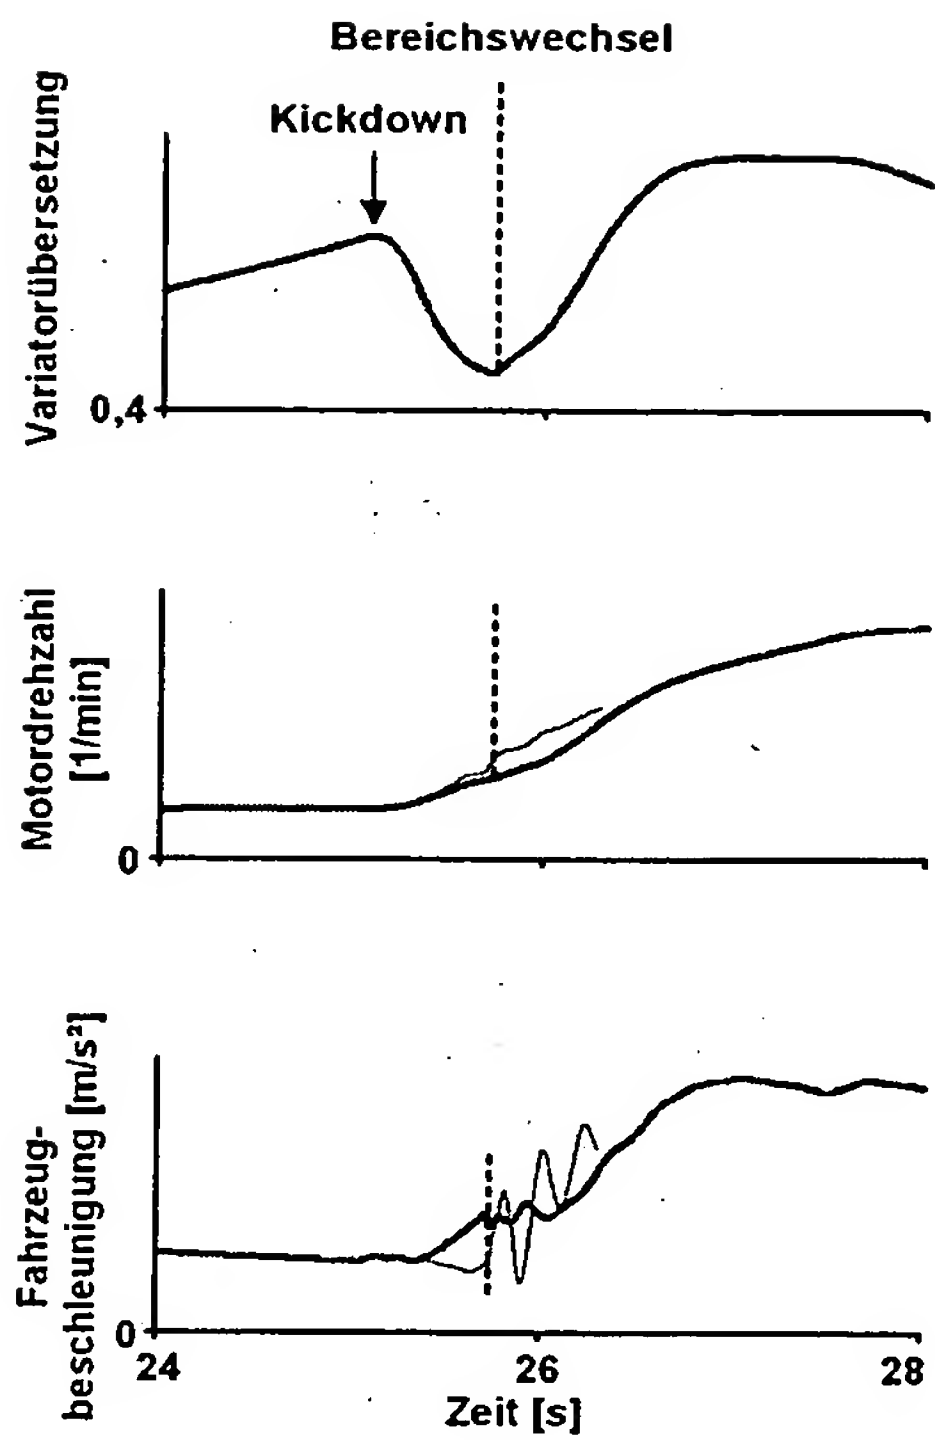 Bereichswechsel
Kickdown
Variatorübersetzung
0,4
Motordrehzahl
[1/min]
0
Fahrzeug-
beschleunigung [m/s²]
0
24
26
28
Zeit [s]